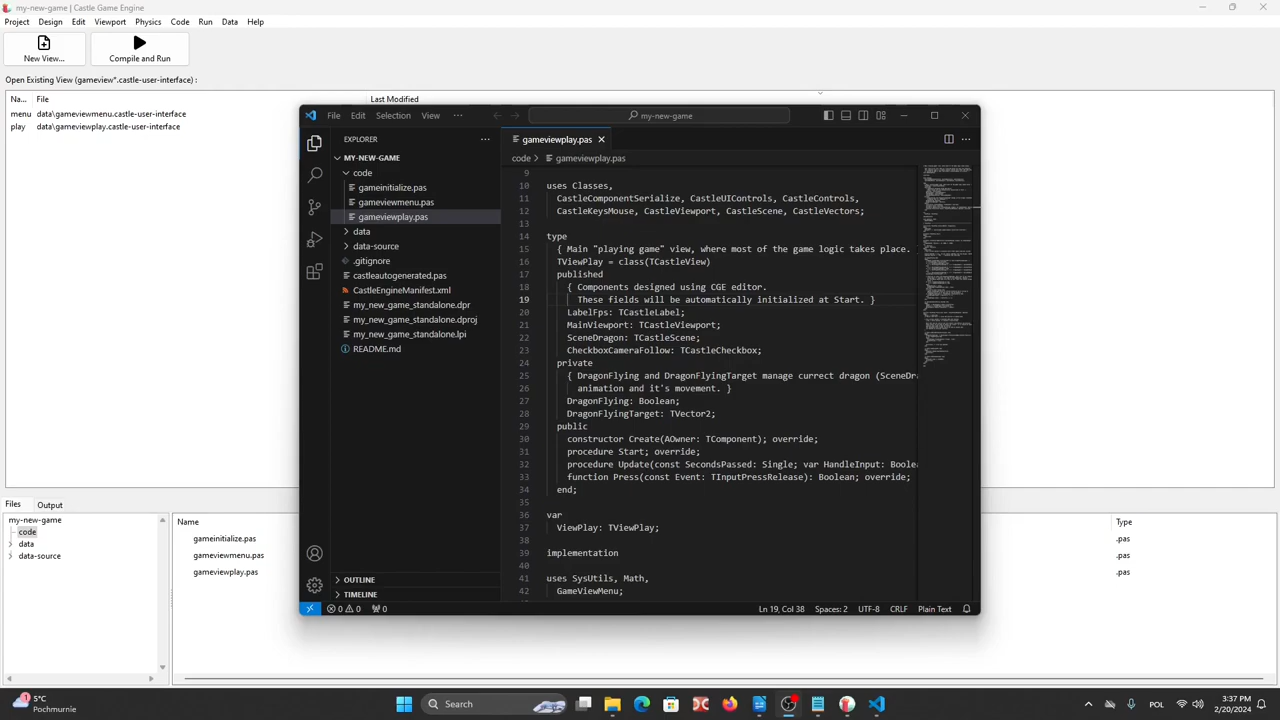 my-new-game | Castle Game Engine
Project Design Edit Viewport Physics Code Run Data Help
New View...
Compile and Run
Open Existing View (gameview*.castle-user-interface) :
Na... File Last Modified
menu data\gameviewmenu.castle-user-interface
play data\gameviewplay.castle-user-interface
File Edit Selection View ···
my-new-game
EXPLORER
MY-NEW-GAME
code
gameinitialize.pas
gameviewmenu.pas
gameviewplay.pas
data
data-source
.gitignore
castleautogenerated.pas
CastleEngineManifest.xml
my_new_game_standalone.dpr
my_new_game_standalone.dproj
my_new_game_standalone.lpi
README.md
OUTLINE
TIMELINE
gameviewplay.pas
code > gameviewplay.pas
9
10 uses Classes,
11 CastleComponentSerialize, CastleUIControls, CastleControls,
12 CastleKeysMouse, CastleViewport, CastleScene, CastleVectors;
13
14 type
15 { Main "playing game" view, where most of the game logic takes place.
16 TViewPlay = class(TCastleView)
17 published
18 { Components designed using CGE editor.
19 These fields will be automatically initialized at Start. }
20 LabelFps: TCastleLabel;
21 MainViewport: TCastleViewport;
22 SceneDragon: TCastleScene;
23 CheckboxCameraFollow: TCastleCheckbox;
24 private
25 { DragonFlying and DragonFlyingTarget manage currect dragon (SceneDra
26 animation and it's movement. }
27 DragonFlying: Boolean;
28 DragonFlyingTarget: TVector2;
29 public
30 constructor Create(AOwner: TComponent); override;
31 procedure Start; override;
32 procedure Update(const SecondsPassed: Single; var HandleInput: Boolea
33 function Press(const Event: TInputPressRelease): Boolean; override;
34 end;
35
36 var
37 ViewPlay: TViewPlay;
38
39 implementation
40
41 uses SysUtils, Math,
42 GameViewMenu;
0 0 0
Ln 19, Col 38 Spaces: 2 UTF-8 CRLF Plain Text
Files Output
my-new-game
code
data
data-source
Name Type
gameinitialize.pas .pas
gameviewmenu.pas .pas
gameviewplay.pas .pas
1
5°C
Pochmurnie
Search
POL
3:37 PM
2/20/2024